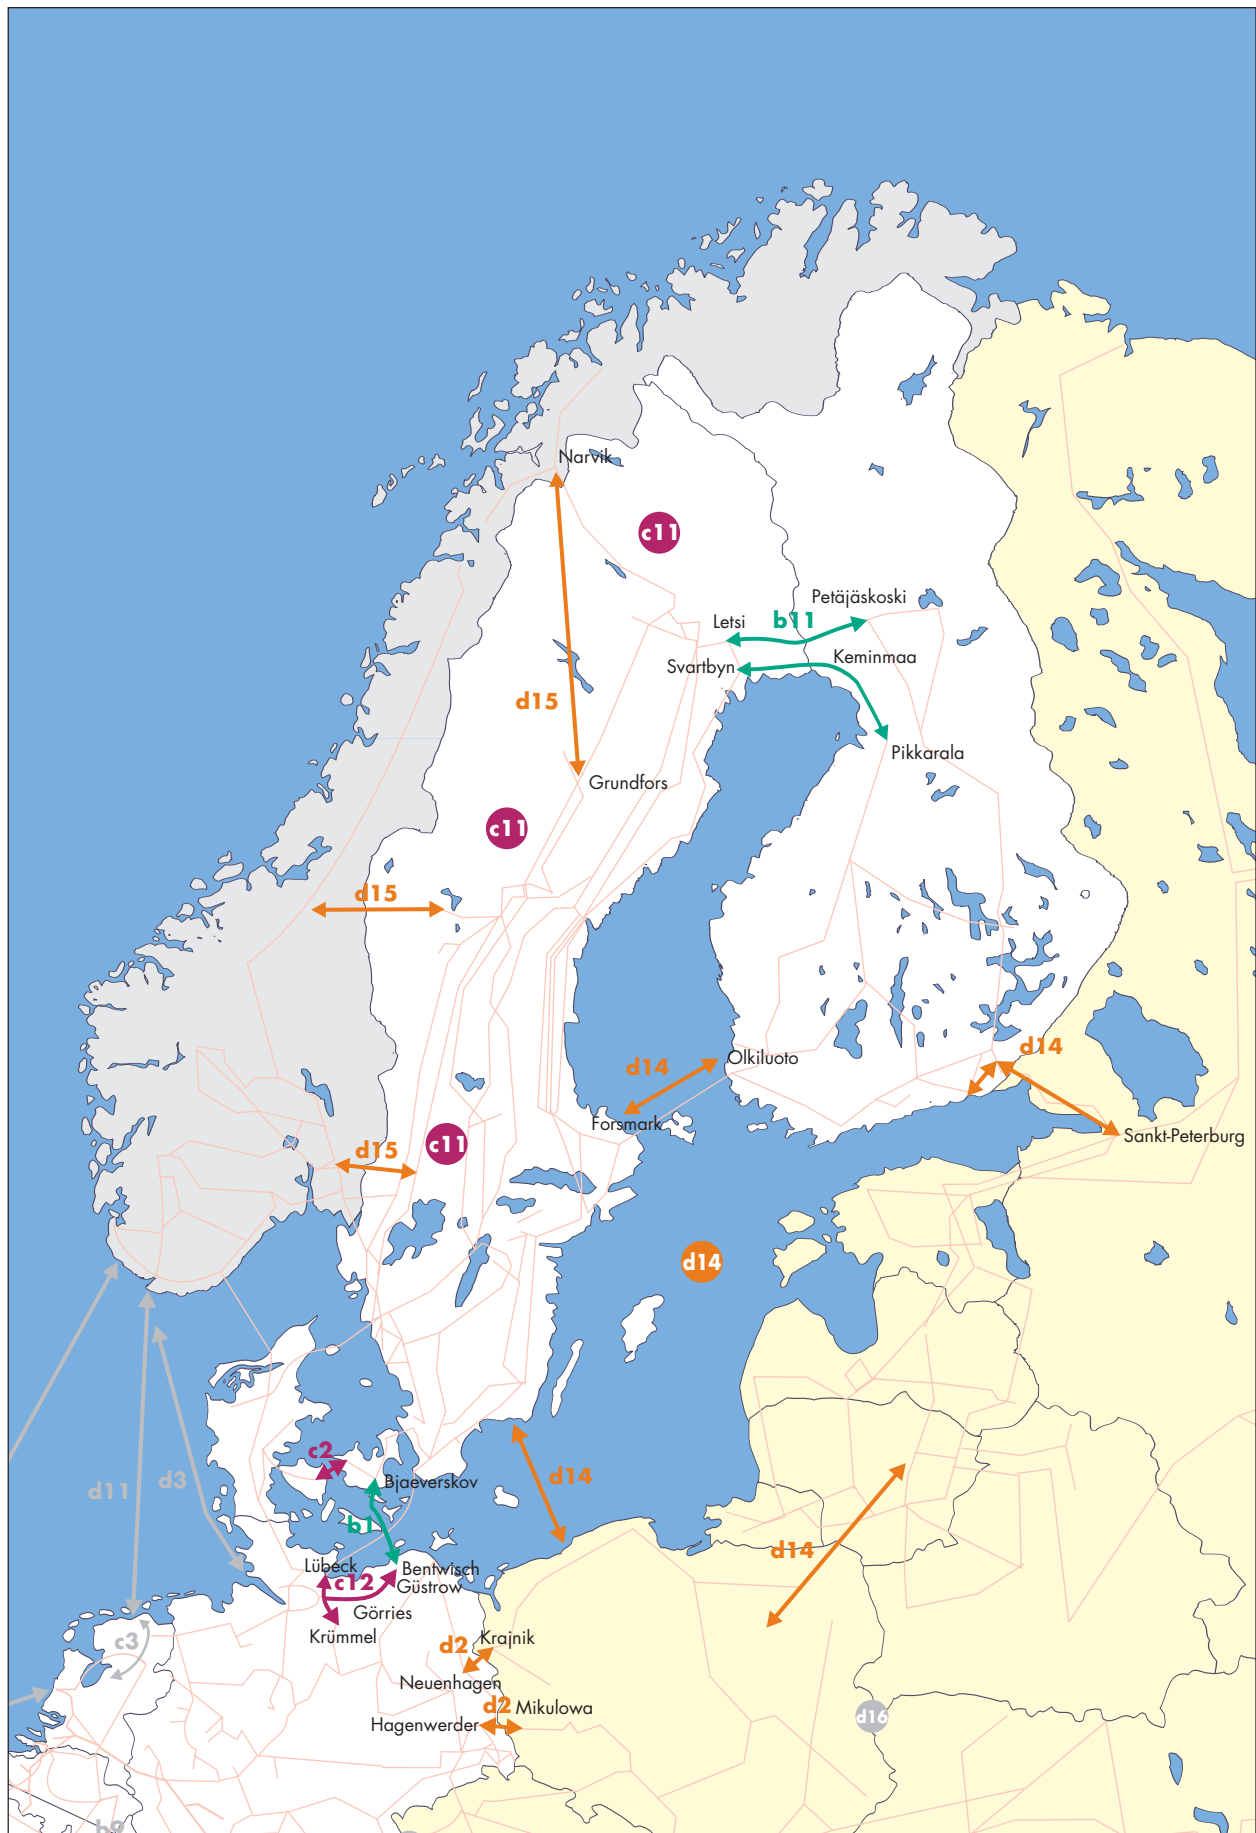 Narvik
c11
Petäjäskoski
Letsi
b11
Keminmaa
Svartbyn
d15
Pikkarala
Grundfors
c11
d15
d14
Olkiluoto
d14
Forsmark
Sankt-Peterburg
c11
d15
d14
c2
Bjaeverskov
d14
d11
d3
b1
d14
Lübeck
Bentwisch
c12
Güstrow
Görries
Krümmel
c3
d2
Krajnik
Neuenhagen
d2
Mikulowa
Hagenwerder
d16
b9